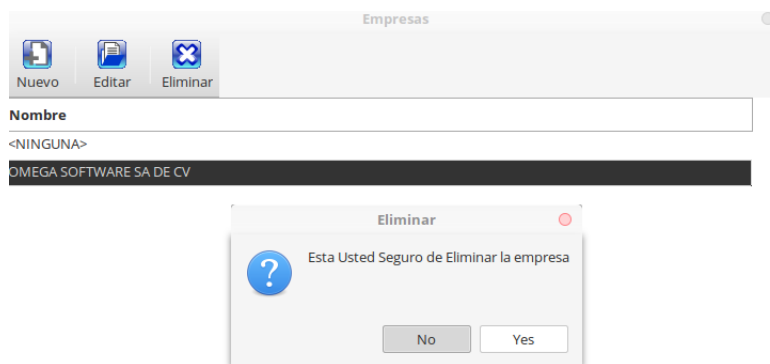 Empresas
Nuevo Editar Eliminar
Nombre
<NINGUNA>
OMEGA SOFTWARE SA DE CV
Eliminar
Esta Usted Seguro de Eliminar la empresa
No Yes